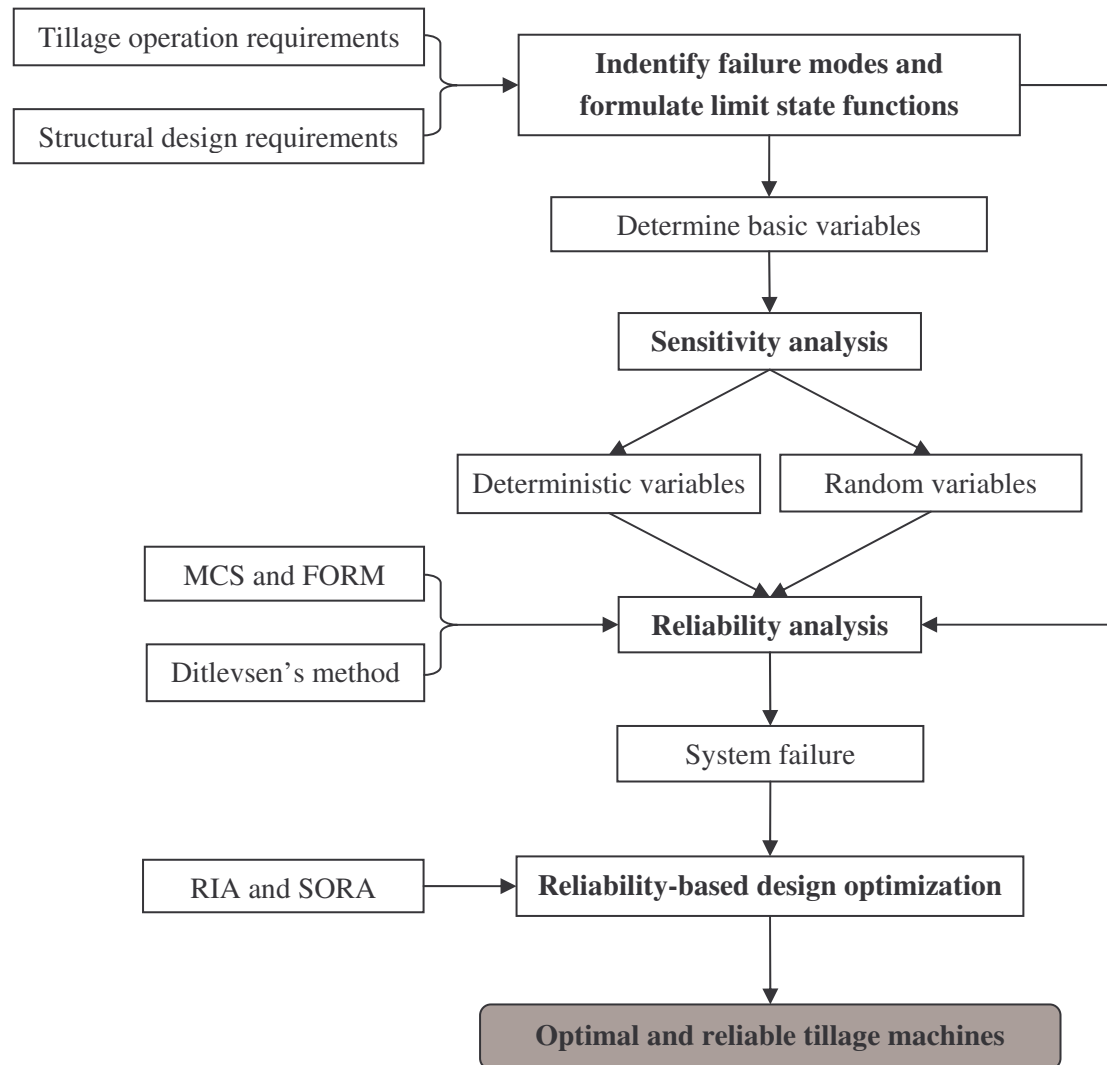 Tillage operation requirements
Structural design requirements
Indentify failure modes and
formulate limit state functions
Determine basic variables
Sensitivity analysis
Deterministic variables
Random variables
MCS and FORM
Ditlevsen’s method
Reliability analysis
System failure
RIA and SORA
Reliability-based design optimization
Optimal and reliable tillage machines